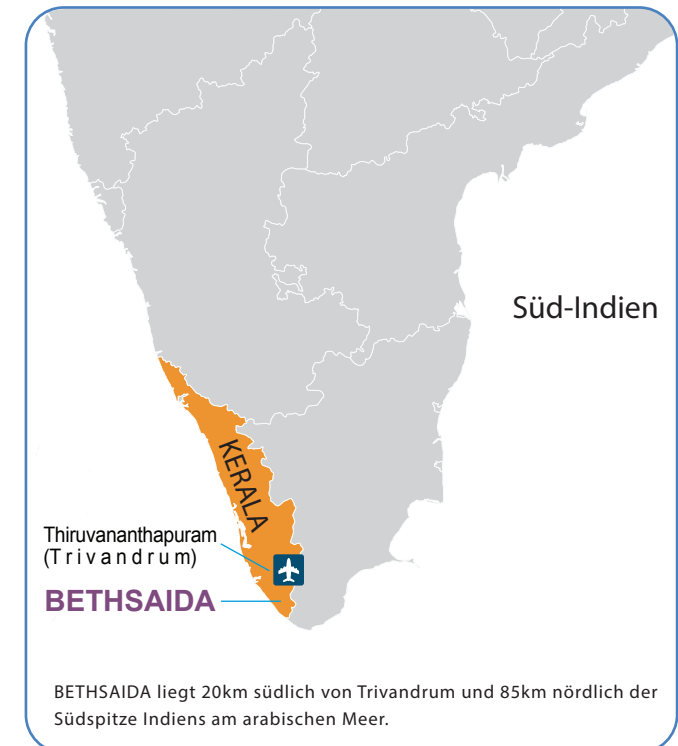 Süd-Indien
KERALA
Thiruvananthapuram
(Trivandrum)
BETHSAIDA
BETHSAIDA liegt 20km südlich von Trivandrum und 85km nördlich der
Südspitze Indiens am arabischen Meer.